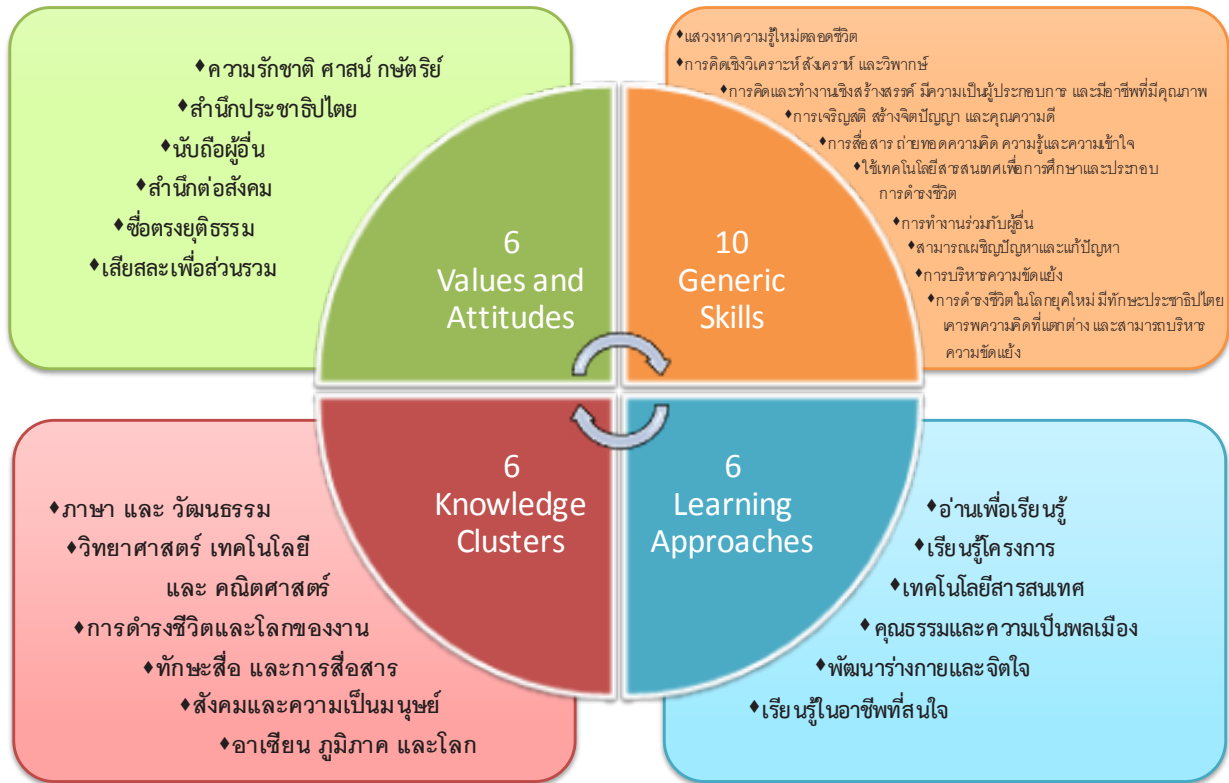 ♦ความรักชาติ ศาสน์ กษัตริย์
♦สำนึกประชาธิปไตย
♦นับถือผู้อื่น
♦สำนึกต่อสังคม
♦ซื่อตรงยุติธรรม
♦เสียสละเพื่อส่วนรวม
6
Values and
Attitudes
♦แสวงหาความรู้ใหม่ตลอดชีวิต
♦การคิดเชิงวิเคราะห์ สังเคราะห์ และวิพากษ์
♦การคิดและทำงานเชิงสร้างสรรค์ มีความเป็นผู้ประกอบการ และมีอาชีพที่มีคุณภาพ
♦การเจริญสติ สร้างจิตปัญญา และคุณความดี
♦การสื่อสาร ถ่ายทอดความคิด ความรู้และความเข้าใจ
♦ใช้เทคโนโลยีสารสนเทศเพื่อการศึกษาและประกอบ
การดำรงชีวิต
♦การทำงานร่วมกับผู้อื่น
♦สามารถเผชิญปัญหาและแก้ปัญหา
♦การบริหารความขัดแย้ง
♦การดำรงชีวิตในโลกยุคใหม่ มีทักษะประชาธิปไตย
เคารพความคิดที่แตกต่าง และสามารถบริหาร
ความขัดแย้ง
10
Generic
Skills
6
Knowledge
Clusters
♦ภาษา และ วัฒนธรรม
♦วิทยาศาสตร์ เทคโนโลยี
และ คณิตศาสตร์
♦การดำรงชีวิตและโลกของงาน
♦ทักษะสื่อ และการสื่อสาร
♦สังคมและความเป็นมนุษย์
♦อาเซียน ภูมิภาค และโลก
6
Learning
Approaches
♦อ่านเพื่อเรียนรู้
♦เรียนรู้โครงการ
♦เทคโนโลยีสารสนเทศ
♦คุณธรรมและความเป็นพลเมือง
♦พัฒนาร่างกายและจิตใจ
♦เรียนรู้ในอาชีพที่สนใจ